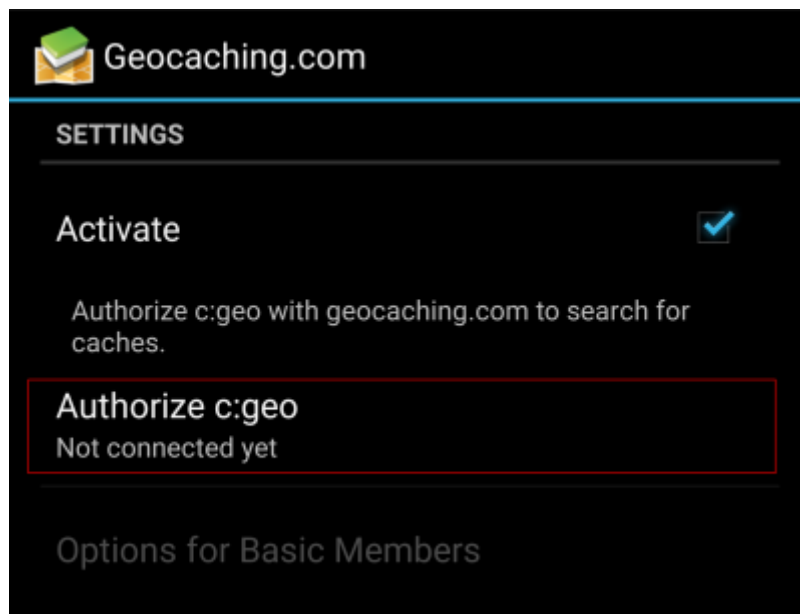 Geocaching.com
SETTINGS
Activate
Authorize c:geo with geocaching.com to search for
caches.
Authorize c:geo
Not connected yet
Options for Basic Members